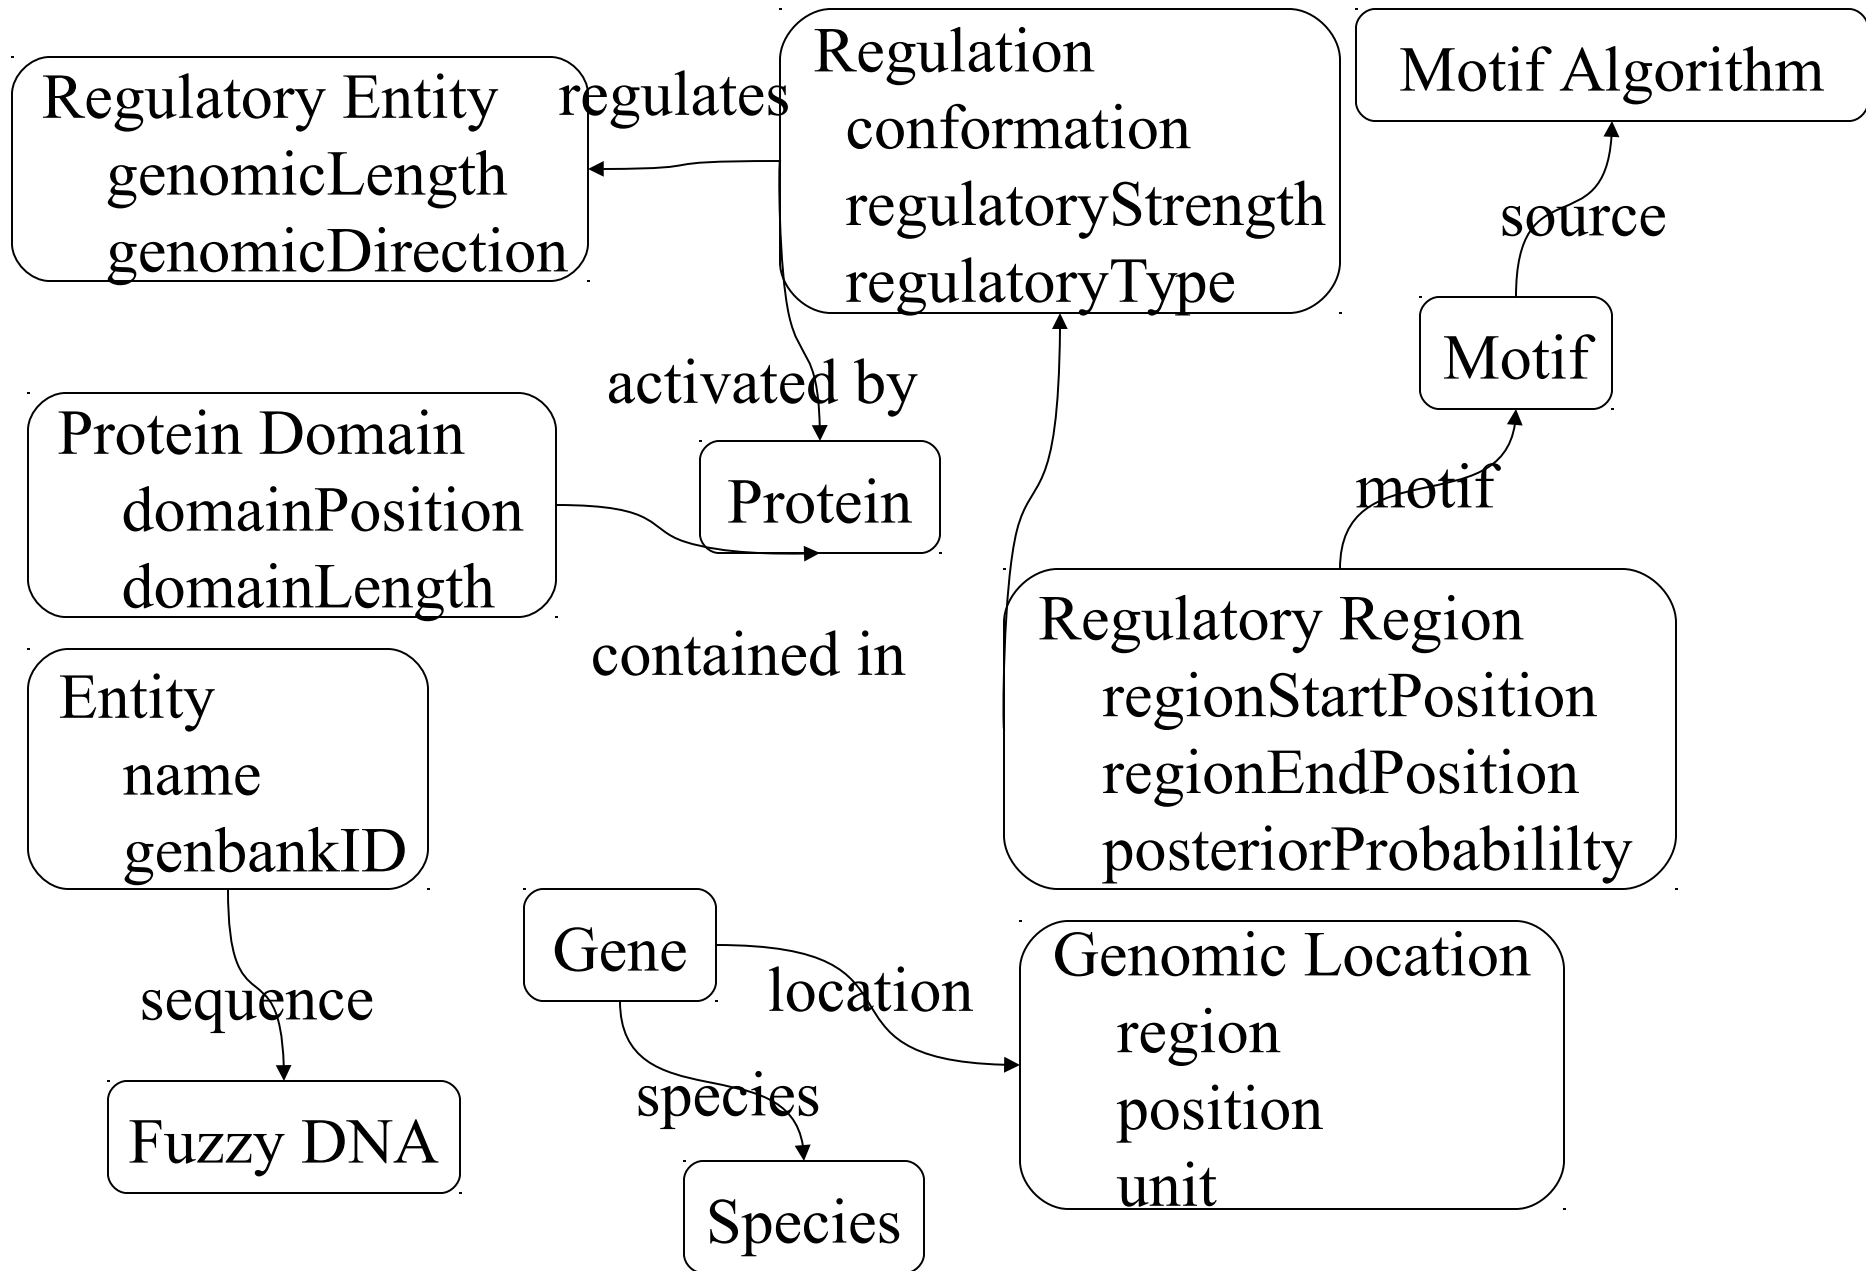 Regulatory Entity
genomicLength
genomicDirection
regulates
Regulation
conformation
regulatoryStrength
regulatoryType
Motif Algorithm
source
Motif
activated by
Protein Domain
domainPosition
domainLength
Protein
motif
contained in
Regulatory Region
regionStartPosition
regionEndPosition
posteriorProbabililty
Entity
name
genbankID
Gene
location
Genomic Location
region
position
unit
sequence
species
Fuzzy DNA
Species